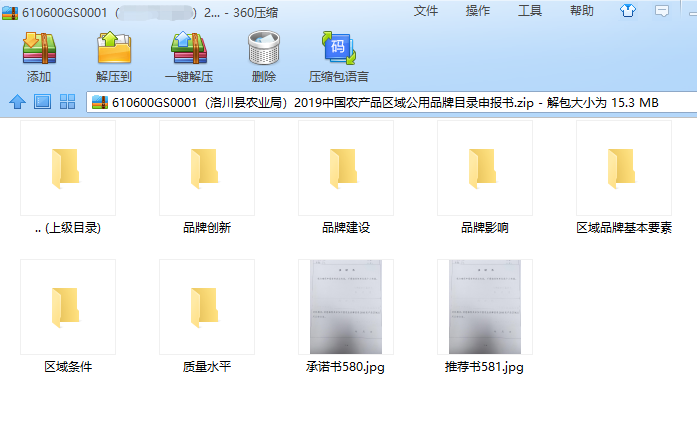 610600GS0001（ ）2... - 360压缩
文件 操作 工具 帮助
添加 解压到 一键解压 删除 压缩包语言
码
610600GS0001（洛川县农业局）2019中国农产品区域公用品牌目录申报书.zip - 解包大小为 15.3 MB
.. (上级目录) 品牌创新 品牌建设 品牌影响 区域品牌基本要素
区域条件 质量水平 承诺书580.jpg 推荐书581.jpg